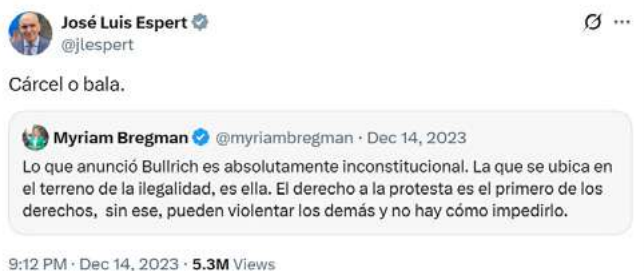 José Luis Espert
@jlespert
Cárcel o bala.
Myriam Bregman @myriambregman · Dec 14, 2023
Lo que anunció Bullrich es absolutamente inconstitucional. La que se ubica en
el terreno de la ilegalidad, es ella. El derecho a la protesta es el primero de los
derechos, sin ese, pueden violentar los demás y no hay cómo impedirlo.
9:12 PM · Dec 14, 2023 · 5.3M Views